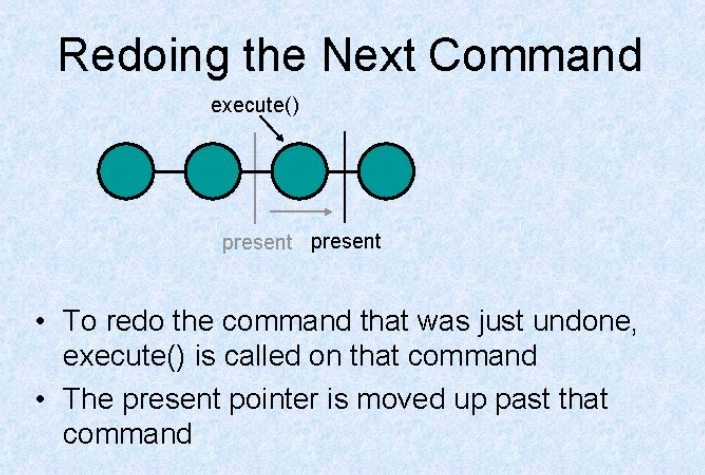 Redoing the Next Command
execute()
present present
• To redo the command that was just undone,
execute() is called on that command
• The present pointer is moved up past that
command